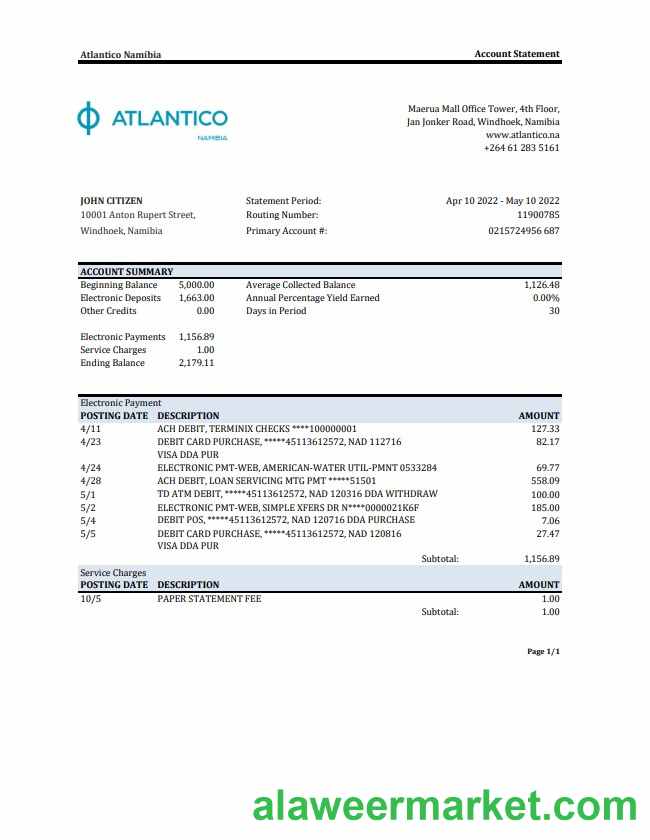 Atlantico Namibia Account Statement
ATLANTICO
NAMIBIA
Maerua Mall Office Tower, 4th Floor,
Jan Jonker Road, Windhoek, Namibia
www.atlantico.na
+264 61 283 5161
JOHN CITIZEN Statement Period: Apr 10 2022 - May 10 2022
10001 Anton Rupert Street, Routing Number: 11900785
Windhoek, Namibia Primary Account #: 0215724956 687
ACCOUNT SUMMARY
Beginning Balance 5,000.00 Average Collected Balance 1,126.48
Electronic Deposits 1,663.00 Annual Percentage Yield Earned 0.00%
Other Credits 0.00 Days in Period 30
Electronic Payments 1,156.89
Service Charges 1.00
Ending Balance 2,179.11
Electronic Payment
POSTING DATE DESCRIPTION AMOUNT
4/11 ACH DEBIT, TERMINIX CHECKS ****100000001 127.33
4/23 DEBIT CARD PURCHASE, *****45113612572, NAD 112716 82.17
VISA DDA PUR
4/24 ELECTRONIC PMT-WEB, AMERICAN-WATER UTIL-PMNT 0533284 69.77
4/28 ACH DEBIT, LOAN SERVICING MTG PMT *****51501 558.09
5/1 TD ATM DEBIT, *****45113612572, NAD 120316 DDA WITHDRAW 100.00
5/2 ELECTRONIC PMT-WEB, SIMPLE XFERS DR N****0000021K6F 185.00
5/4 DEBIT POS, *****45113612572, NAD 120716 DDA PURCHASE 7.06
5/5 DEBIT CARD PURCHASE, *****45113612572, NAD 120816 27.47
VISA DDA PUR
Subtotal: 1,156.89
Service Charges
POSTING DATE DESCRIPTION AMOUNT
10/5 PAPER STATEMENT FEE 1.00
Subtotal: 1.00
Page 1/1
alaweermarket.com